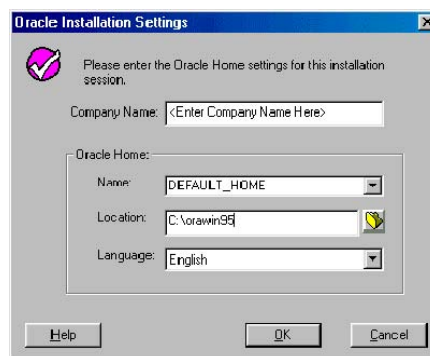 Oracle Installation Settings
Please enter the Oracle Home settings for this installation
session.
Company Name: <Enter Company Name Here>
Oracle Home:
Name: DEFAULT_HOME
Location: C:\orawin95
Language: English
Help OK Cancel